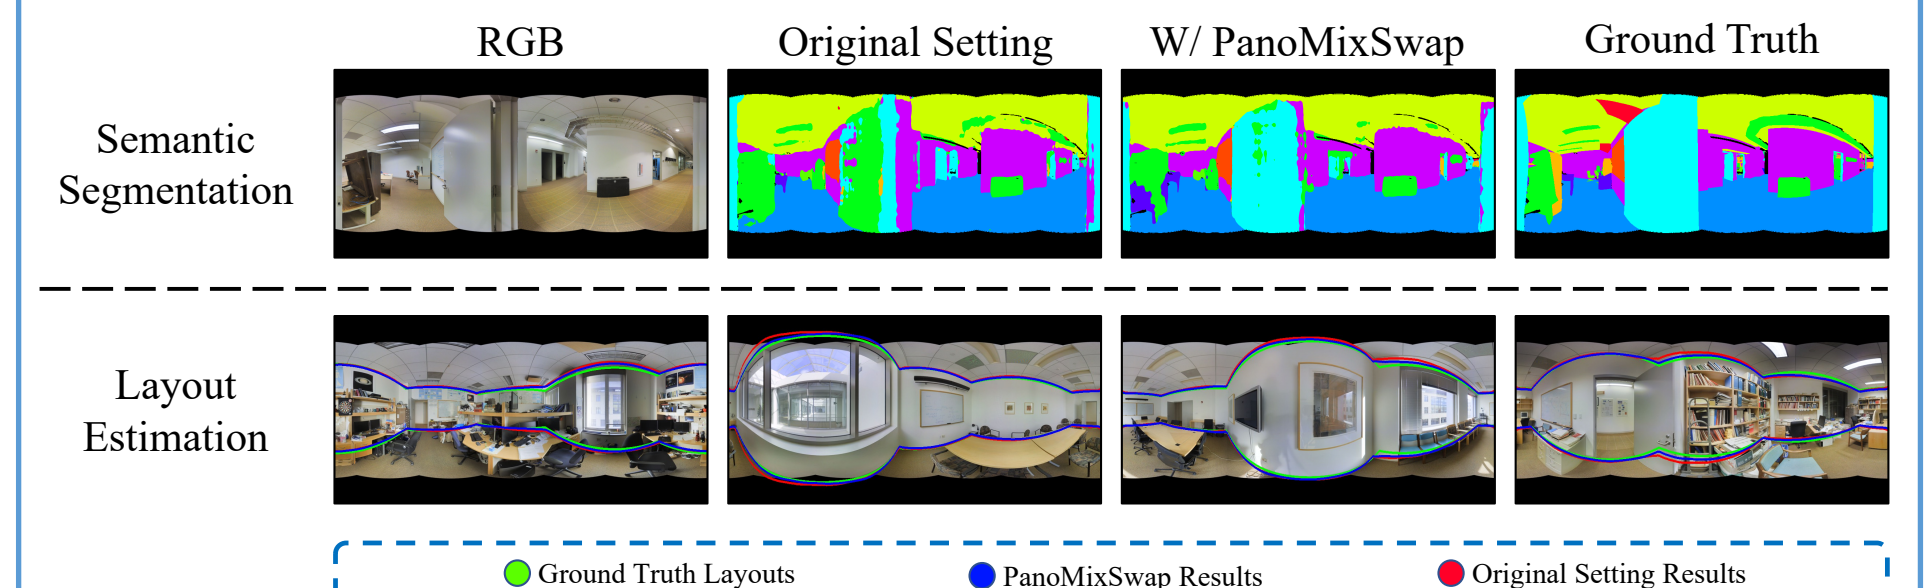 RGB
Original Setting
W/ PanoMixSwap
Ground Truth
Semantic
Segmentation
Layout
Estimation
Ground Truth Layouts
PanoMixSwap Results
Original Setting Results